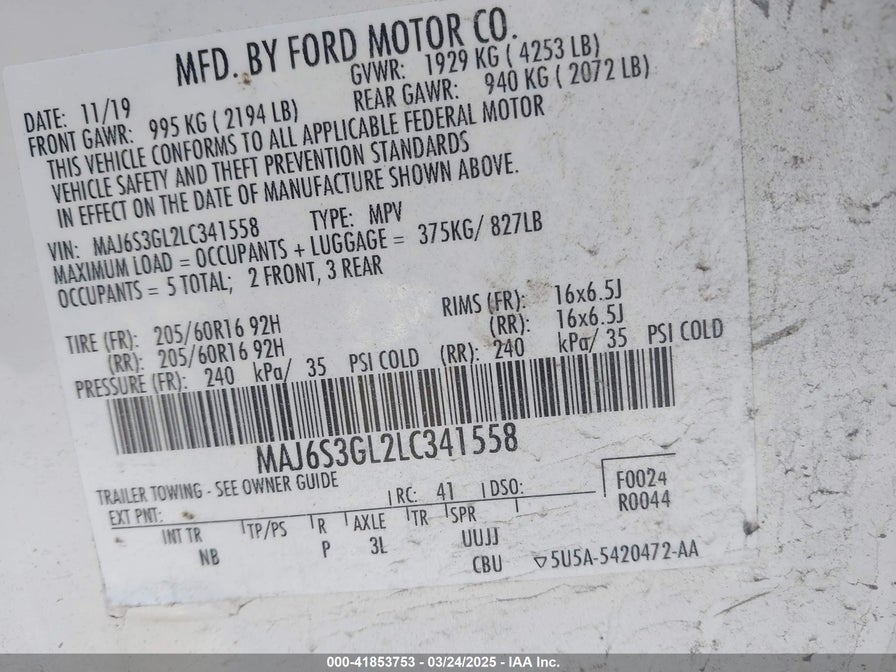 MFD. BY FORD MOTOR CO.
DATE: 11/19 GVWR: 1929 KG ( 4253 LB)
FRONT GAWR: 995 KG ( 2194 LB) REAR GAWR: 940 KG ( 2072 LB)
THIS VEHICLE CONFORMS TO ALL APPLICABLE FEDERAL MOTOR
VEHICLE SAFETY AND THEFT PREVENTION STANDARDS
IN EFFECT ON THE DATE OF MANUFACTURE SHOWN ABOVE.
VIN: MAJ6S3GL2LC341558 TYPE: MPV
MAXIMUM LOAD = OCCUPANTS + LUGGAGE = 375KG/ 827LB
OCCUPANTS = 5 TOTAL; 2 FRONT, 3 REAR
TIRE (FR): 205/60R16 92H RIMS (FR): 16x6.5J
(RR): 205/60R16 92H (RR): 16x6.5J
PRESSURE (FR): 240 kPa/ 35 PSI COLD (RR): 240 kPa/ 35 PSI COLD
MAJ6S3GL2LC341558
TRAILER TOWING - SEE OWNER GUIDE
EXT PNT: RC: 41 DSO: F0024
R0044
INT TR TP/PS R AXLE TR SPR
NB P 3L UUJJ
CBU 5U5A-5420472-AA
000-41853753 - 03/24/2025 - IAA Inc.